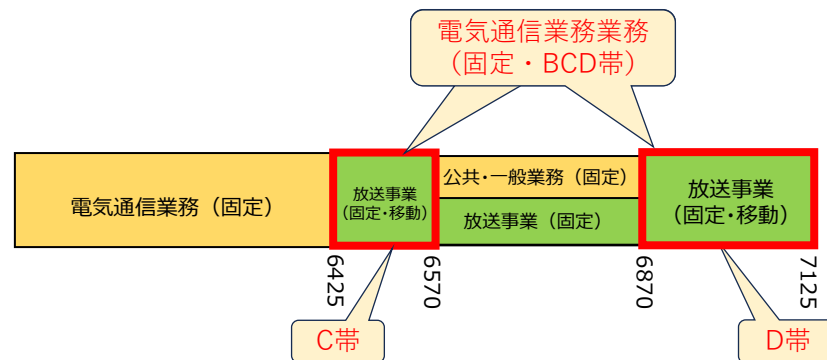 電気通信業務業務
（固定・BCD帯）
電気通信業務（固定）
放送事業
（固定・移動）
公共・一般業務（固定）
放送事業（固定）
放送事業
（固定・移動）
6425
6570
6870
7125
C帯
D帯